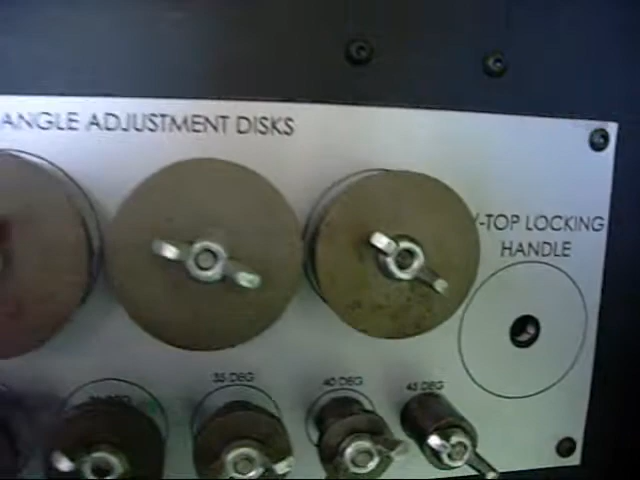 ANGLE ADJUSTMENT DISKS
-TOP LOCKING
HANDLE
35 DEG
40 DEG
45 DEG